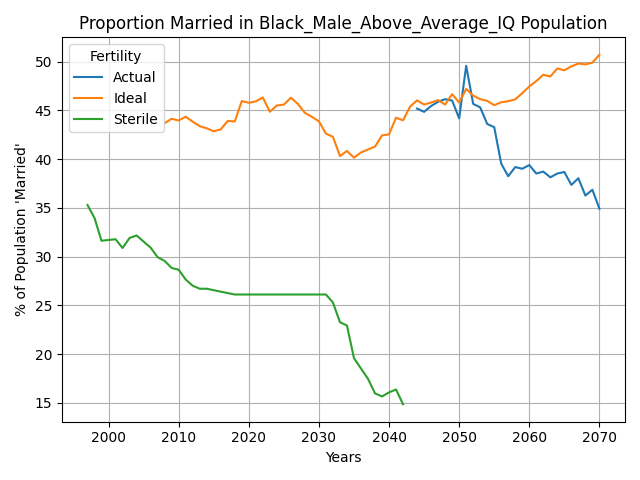 Proportion Married in Black_Male_Above_Average_IQ Population
Fertility
Actual
Ideal
Sterile
% of Population 'Married'
50
45
40
35
30
25
20
15
2000 2010 2020 2030 2040 2050 2060 2070
Years